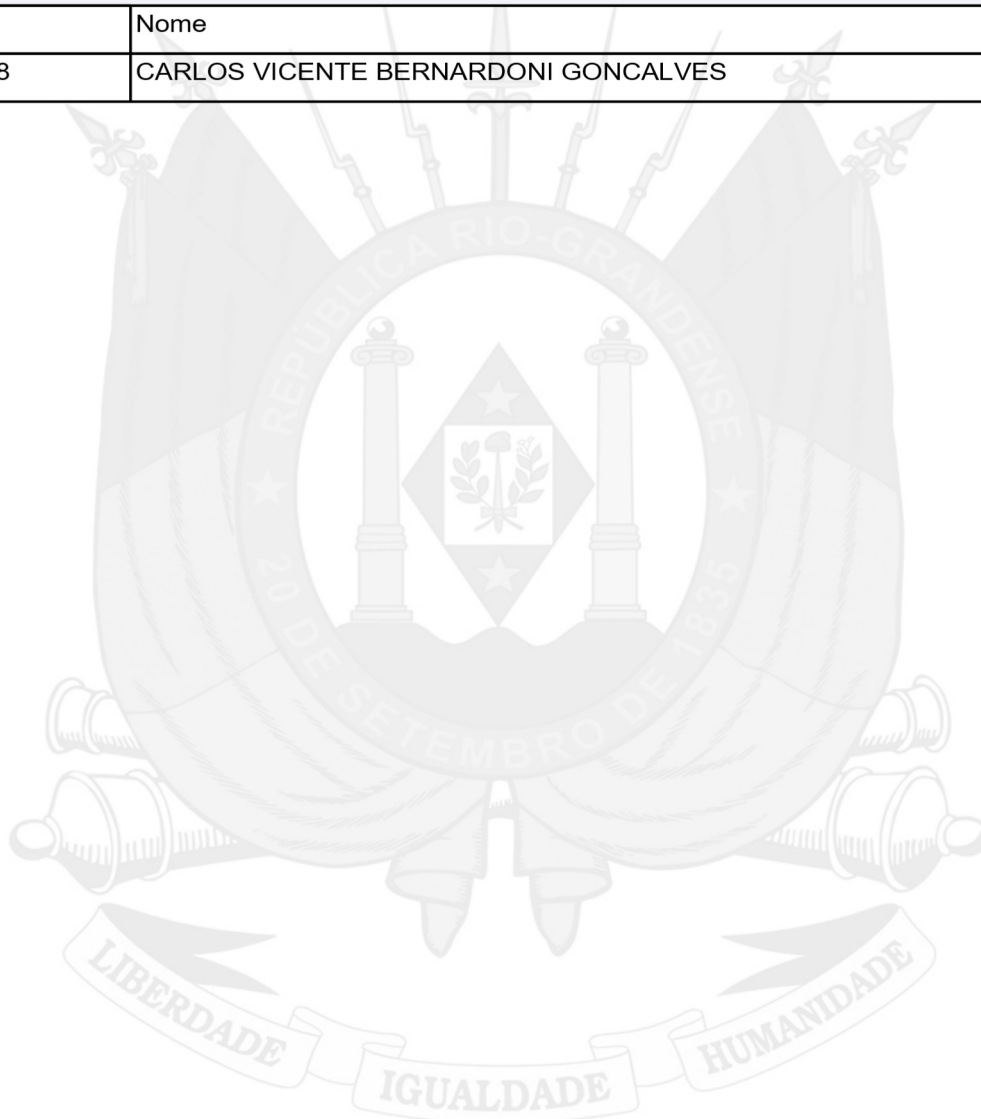 Nome
8 CARLOS VICENTE BERNARDONI GONCALVES
REPÚBLICA RIO-GRANDENSE
20 DE SETEMBRO DE 1835
LIBERDADE IGUALDADE HUMANIDADE